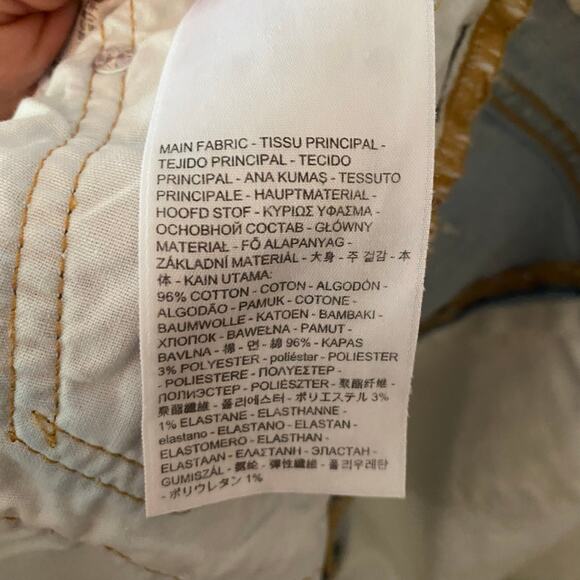 MAIN FABRIC - TISSU PRINCIPAL -
TEJIDO PRINCIPAL - TECIDO
PRINCIPAL - ANA KUMAŞ - TESSUTO
PRINCIPALE - HAUPTMATERIAL -
HOOFD STOF - ΚΥΡΙΩΣ ΥΦΑΣΜΑ -
ОСНОВНОЙ СОСТАВ - GŁÓWNY
MATERIAŁ - FŐ ALAPANYAG -
ZÁKLADNÍ MATERIÁL - 大身 - 주 겉감 - 本
体 - KAIN UTAMA:
96% COTTON - COTON - ALGODÓN -
ALGODÃO - PAMUK - COTONE -
BAUMWOLLE - KATOEN - ΒΑΜΒΑΚΙ -
ХЛОПОК - BAWEŁNA - PAMUT -
BAVLNA - 棉 - 면 - 綿 96% - KAPAS
3% POLYESTER - poliéster - POLIESTER
- POLIESTERE - ΠΟΛΥΕΣΤΕΡ -
ПОЛИЭСТЕР - POLIÉSZTER - 聚酯纤维 -
聚酯纖維 - 폴리에스터 - ポリエステル 3%
1% ELASTANE - ELASTHANNE -
elastano - ELASTANO - ELASTAN -
ELASTOMERO - ELASTHAN -
ELASTAAN - ΕΛΑΣΤΑΝΗ - ЭЛАСТАН -
GUMISZÁL - 氨纶 - 彈性纖維 - 폴리우레탄
- ポリウレタン 1%